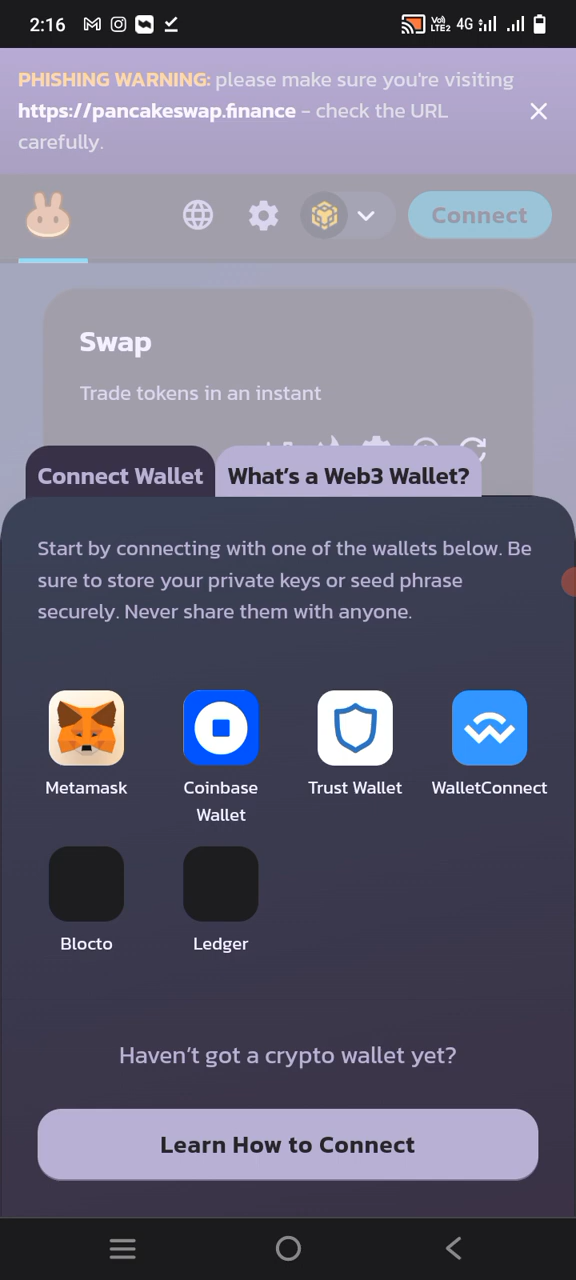 2:16
VoI) LTE2 4G
PHISHING WARNING: please make sure you're visiting
https://pancakeswap.finance - check the URL
carefully.
Connect
Swap
Trade tokens in an instant
Connect Wallet What's a Web3 Wallet?
Start by connecting with one of the wallets below. Be
sure to store your private keys or seed phrase
securely. Never share them with anyone.
Metamask Coinbase Wallet Trust Wallet WalletConnect
Blocto Ledger
Haven't got a crypto wallet yet?
Learn How to Connect